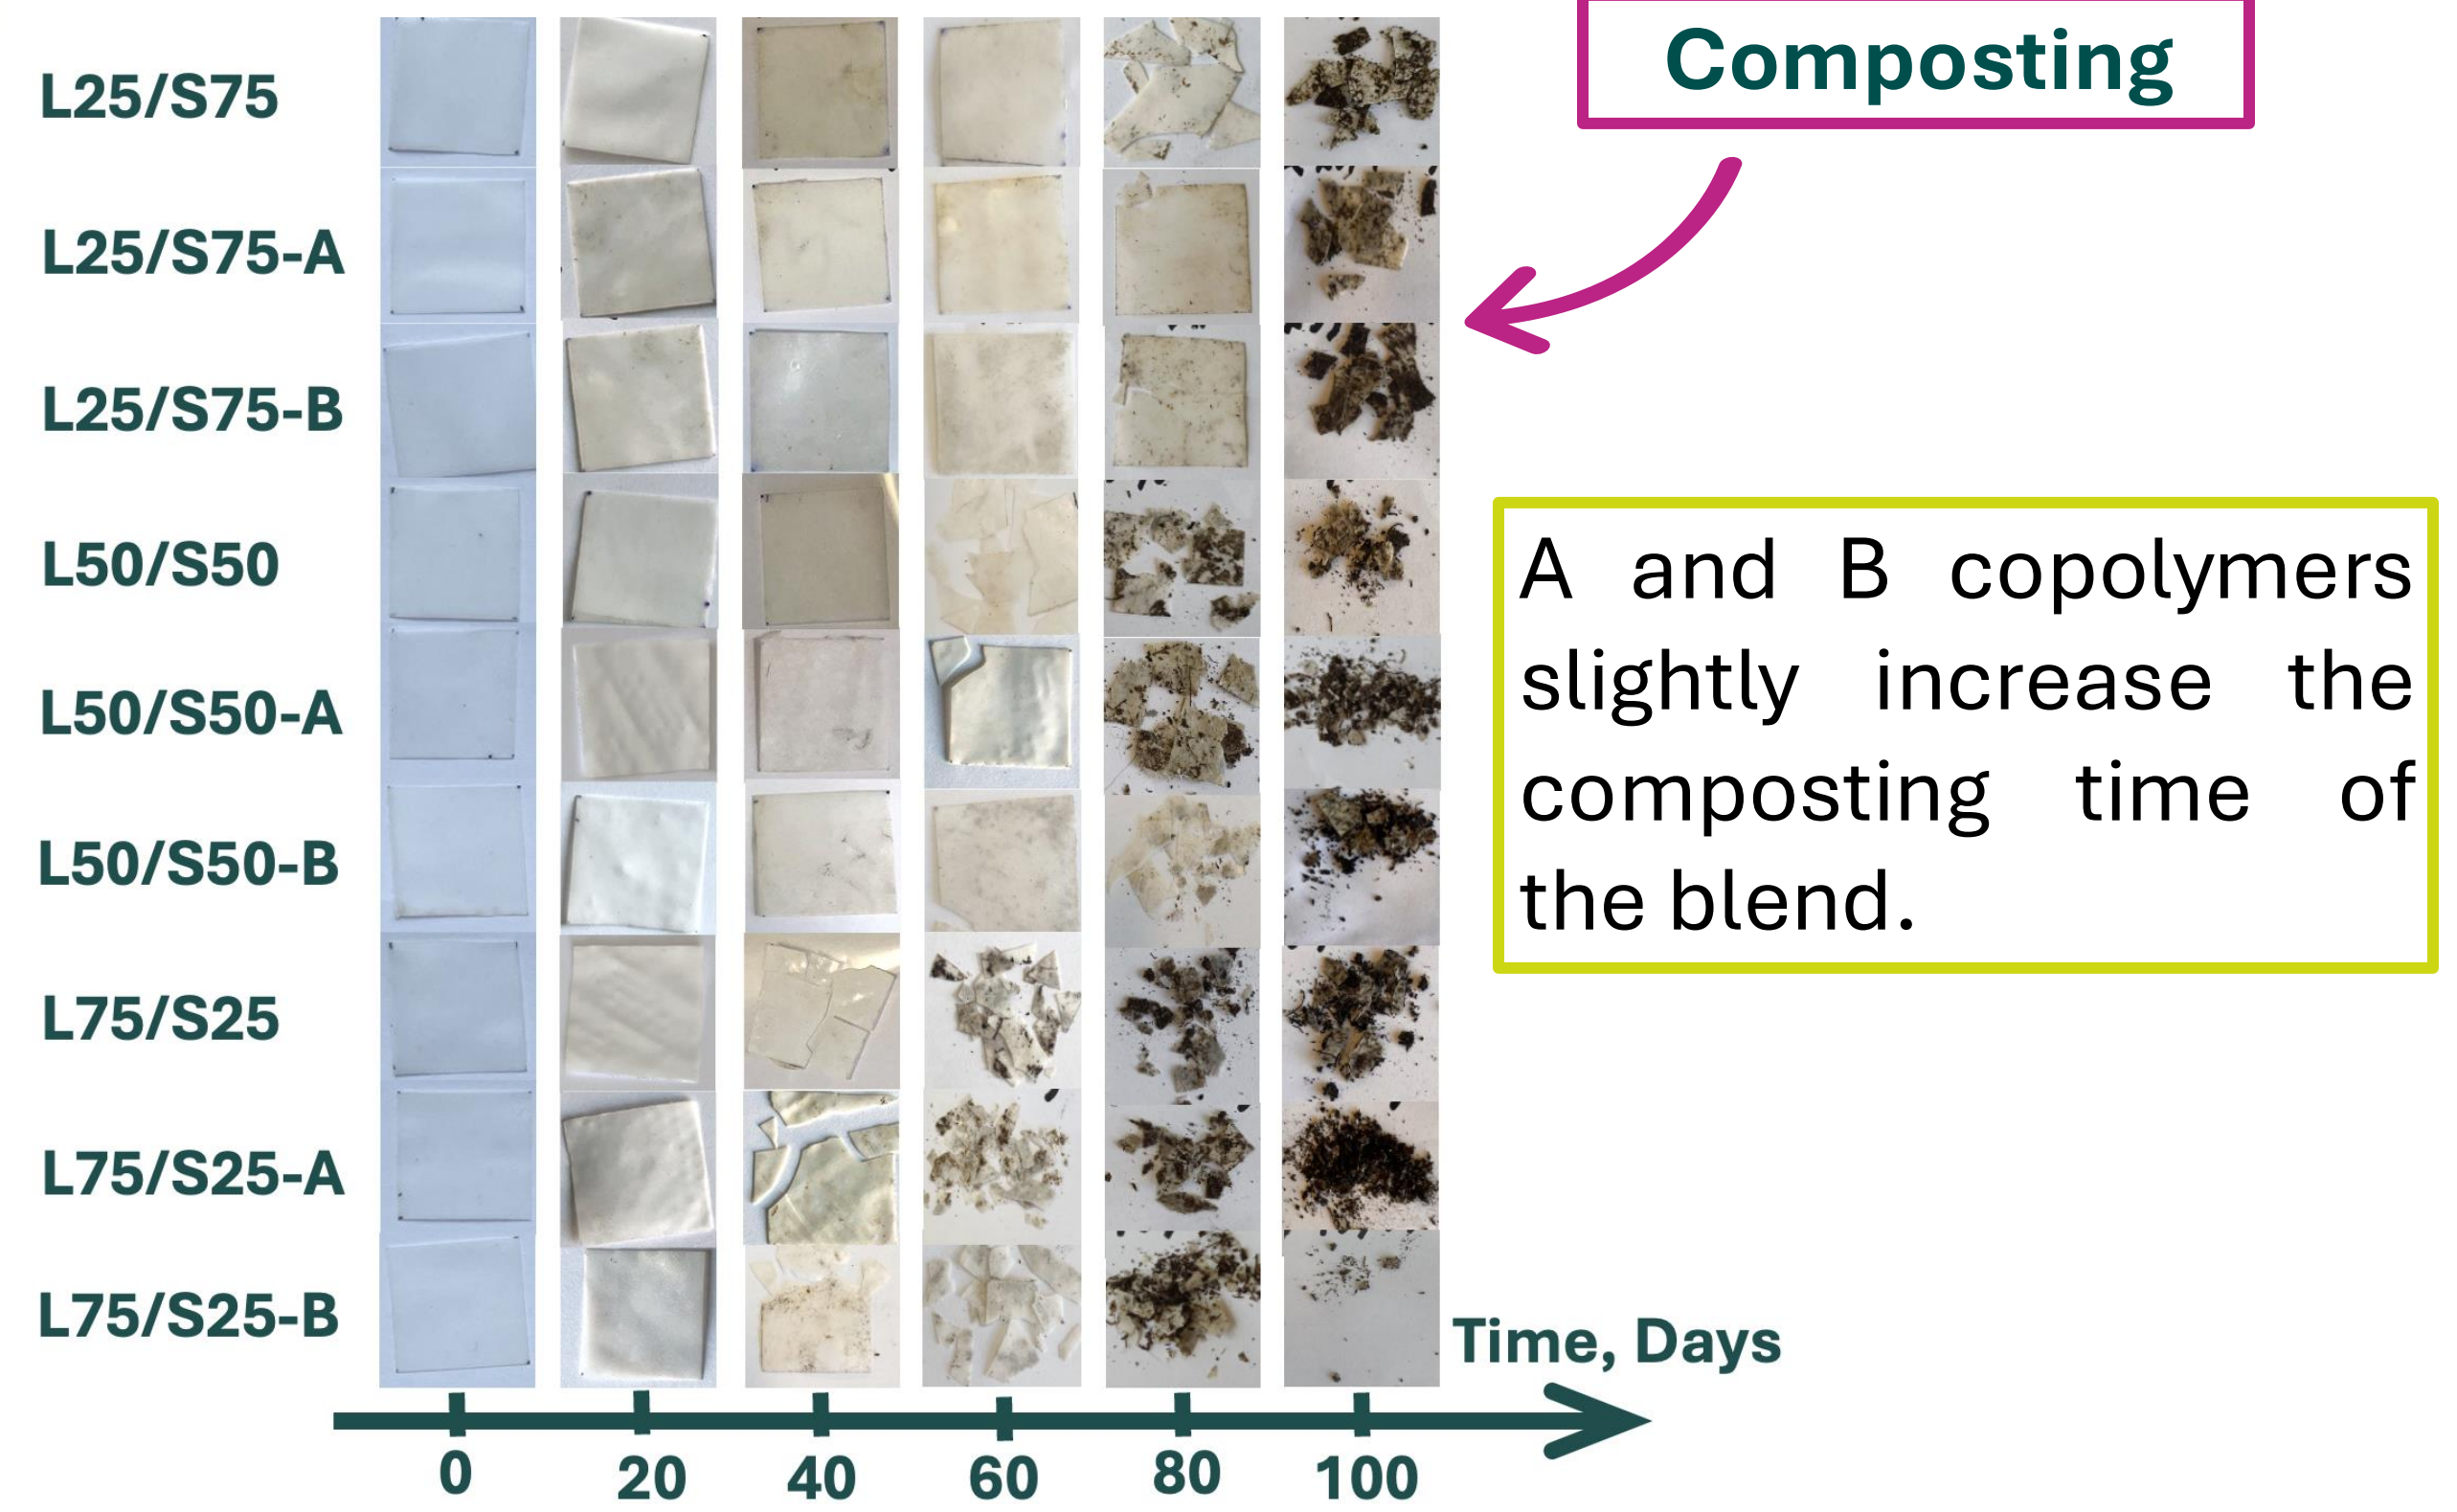 Composting
L25/S75
L25/S75-A
L25/S75-B
L50/S50
L50/S50-A
L50/S50-B
L75/S25
L75/S25-A
L75/S25-B
A and B copolymers
slightly increase the
composting time of
the blend.
Time, Days
0 20 40 60 80 100